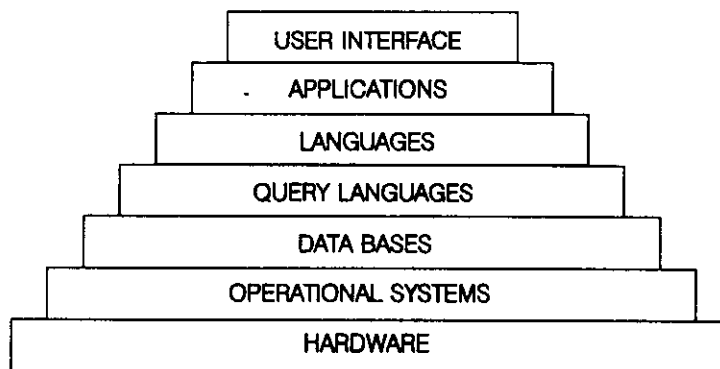 USER INTERFACE
APPLICATIONS
LANGUAGES
QUERY LANGUAGES
DATA BASES
OPERATIONAL SYSTEMS
HARDWARE